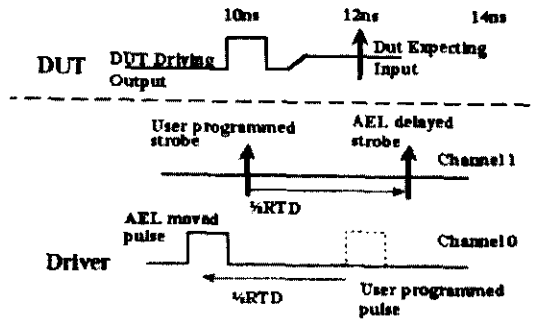 10ns 12ns 14ns
DUT
DUT Driving
Output
Dut Expecting
Input
User programmed
strobe
AEL delayed
strobe
Channel 1
½RTD
AEL moved
pulse
Channel 0
Driver
½RTD
User programmed
pulse